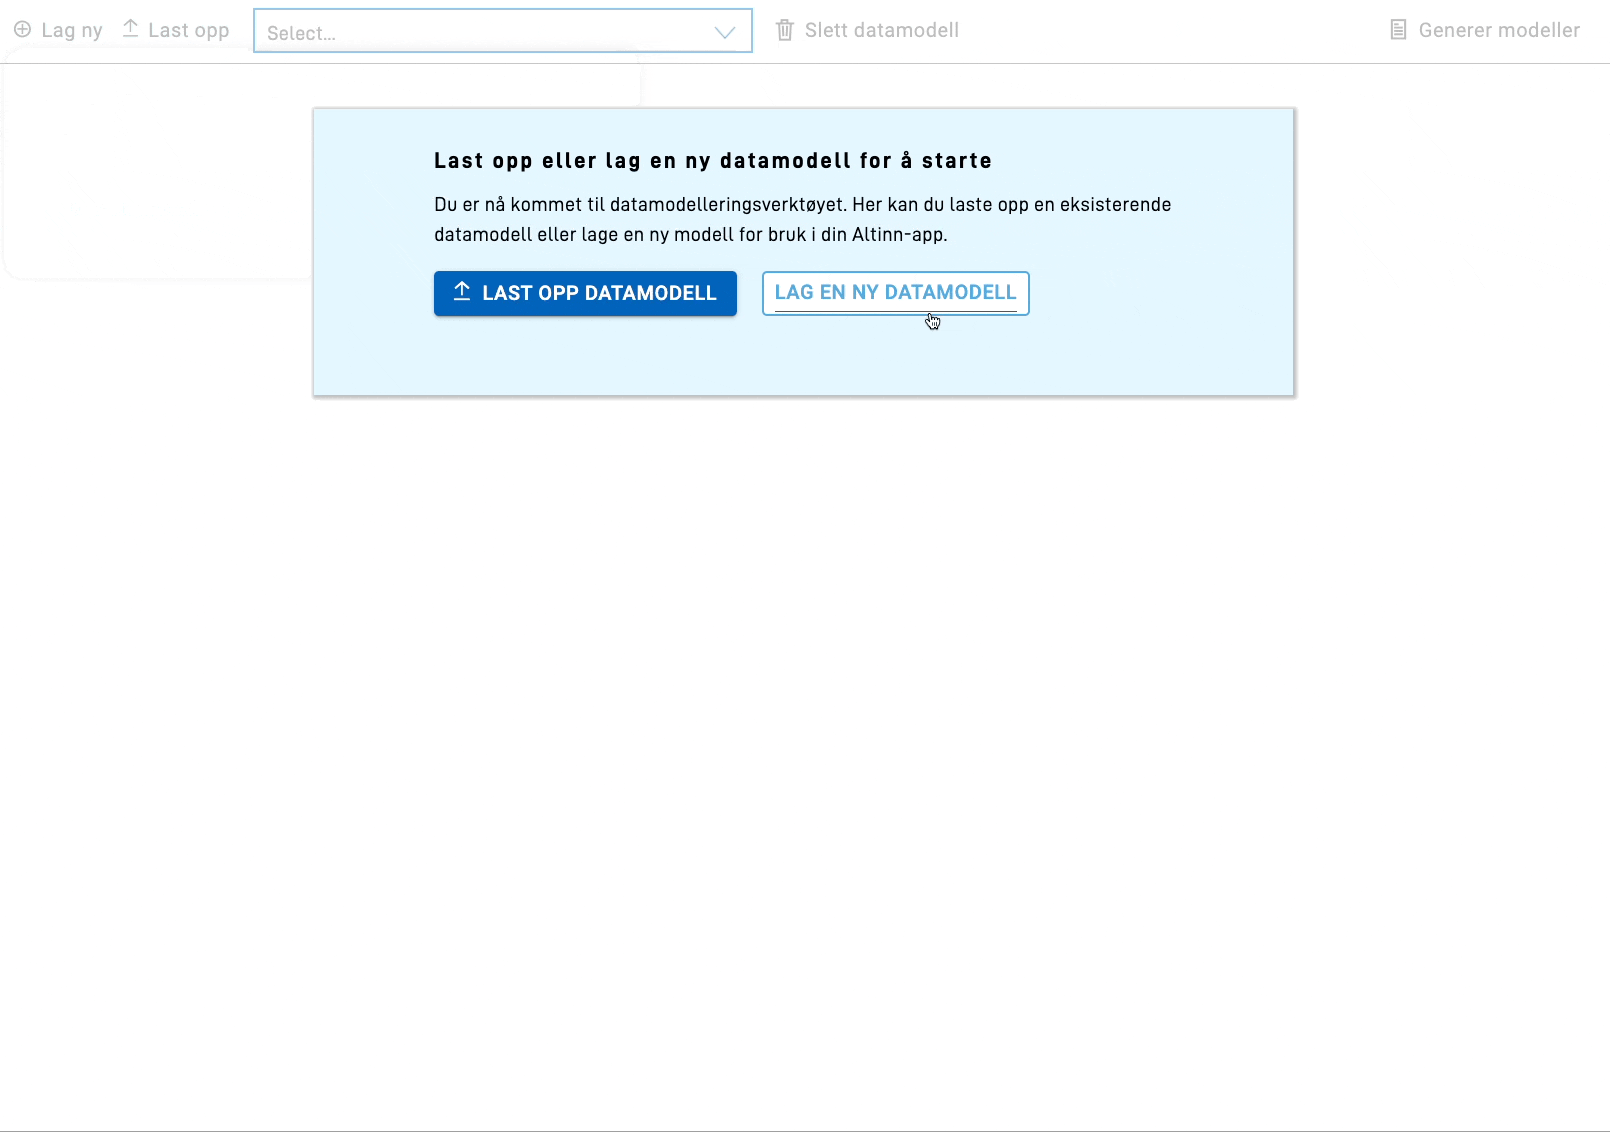 Lag ny
Last opp
Select...
Slett datamodell
Generer modeller
Last opp eller lag en ny datamodell for å starte
Du er nå kommet til datamodelleringsverktøyet. Her kan du laste opp en eksisterende
datamodell eller lage en ny modell for bruk i din Altinn-app.
LAST OPP DATAMODELL
LAG EN NY DATAMODELL